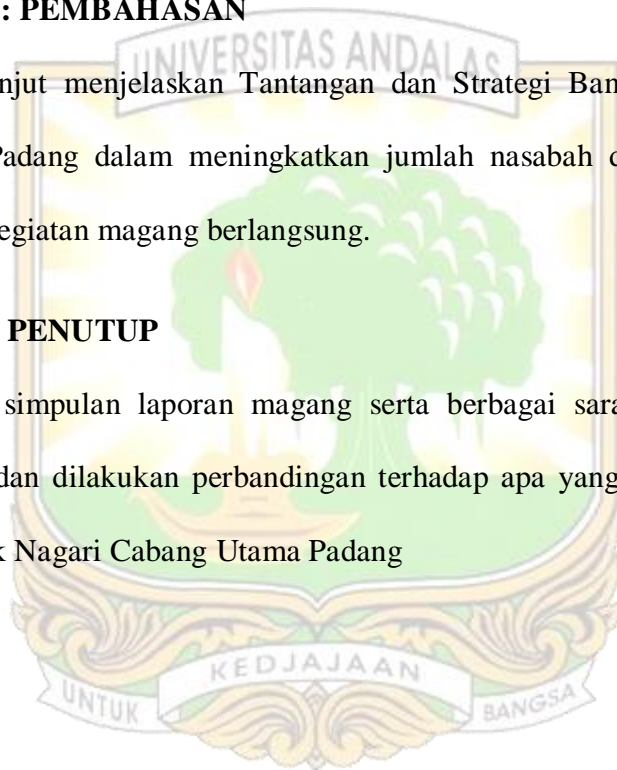 : PEMBAHASAN
UNIVERSITAS ANDALAS
njut menjelaskan Tantangan dan Strategi Ban
Padang dalam meningkatkan jumlah nasabah d
egiatan magang berlangsung.
PENUTUP
simpulan laporan magang serta berbagai sara
dan dilakukan perbandingan terhadap apa yang
k Nagari Cabang Utama Padang
UNTUK KEDJAJAAN BANGSA